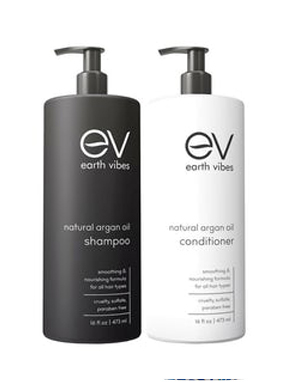 ev
earth vibes
natural argan oil
shampoo
smoothing &
nourishing formula
for all hair types
cruelty, sulfate,
paraben free
16 fl oz | 473 ml
ev
earth vibes
natural argan oil
conditioner
smoothing &
nourishing formula
for all hair types
cruelty, sulfate,
paraben free
16 fl oz | 473 ml